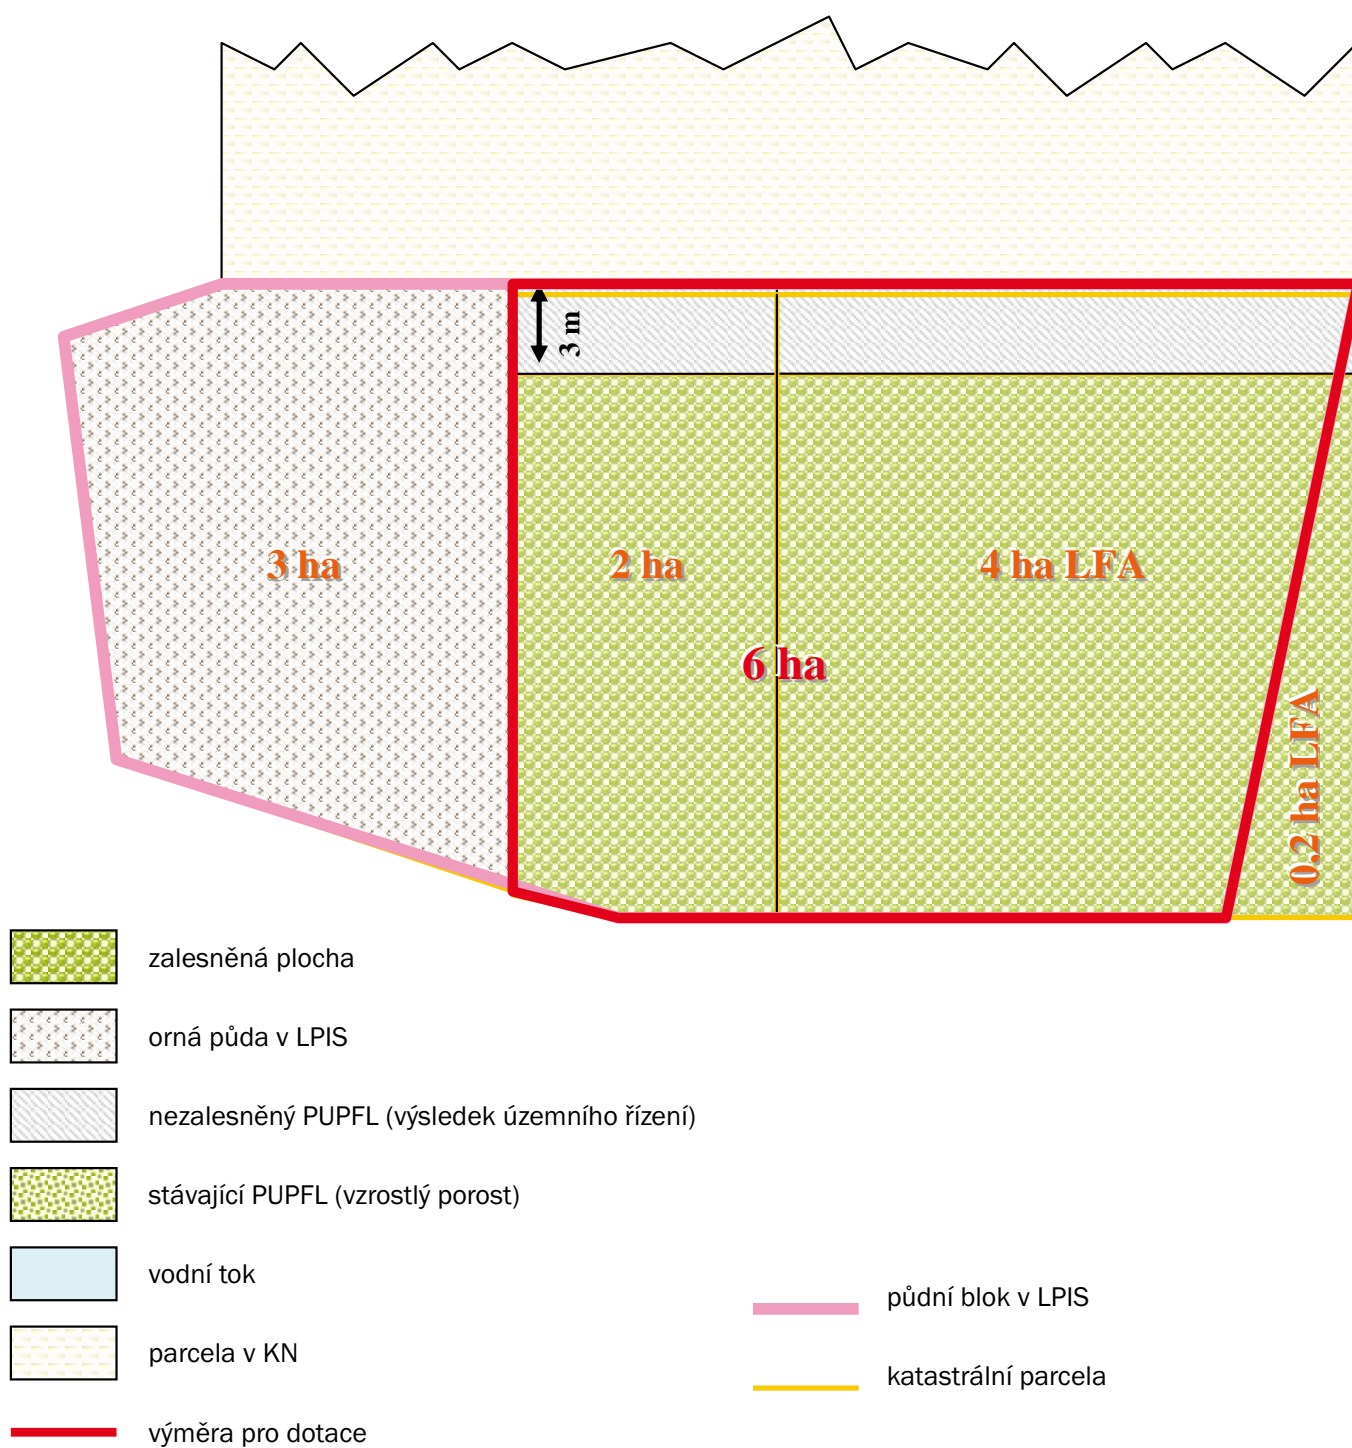 3 m
3 ha
2 ha
4 ha LFA
6 ha
0.2 ha LFA
zalesněná plocha
orná půda v LPIS
nezalesněný PUPFL (výsledek územního řízení)
stávající PUPFL (vzrostlý porost)
vodní tok
půdní blok v LPIS
parcela v KN
katastrální parcela
výměra pro dotace